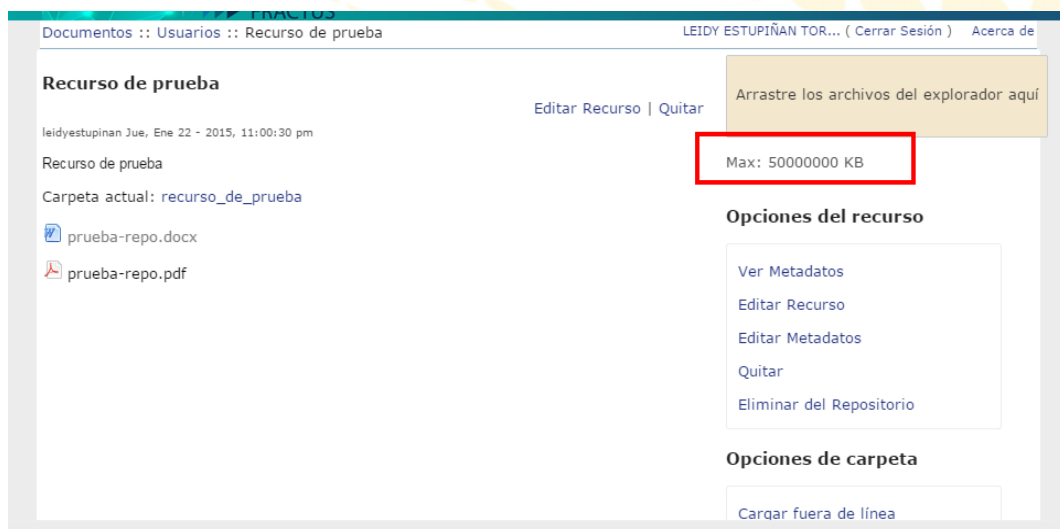 FRACTUS
Documentos :: Usuarios :: Recurso de prueba
LEIDY ESTUPIÑAN TOR... ( Cerrar Sesión ) Acerca de
Recurso de prueba
Editar Recurso | Quitar
leidyestupinan Jue, Ene 22 - 2015, 11:00:30 pm
Recurso de prueba
Carpeta actual: recurso_de_prueba
prueba-repo.docx
prueba-repo.pdf
Arrastre los archivos del explorador aquí
Max: 50000000 KB
Opciones del recurso
Ver Metadatos
Editar Recurso
Editar Metadatos
Quitar
Eliminar del Repositorio
Opciones de carpeta
Cargar fuera de línea